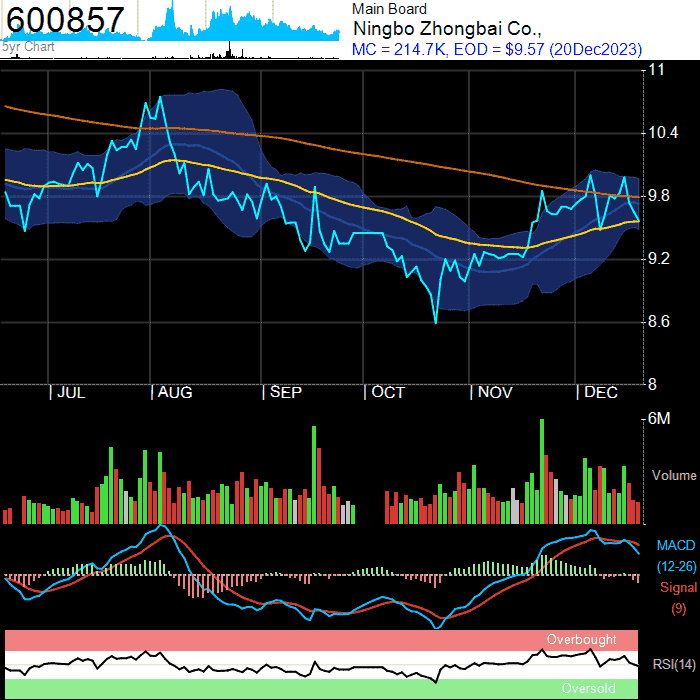 600857
5yr Chart
Main Board
Ningbo Zhongbai Co.,
MC = 214.7K, EOD = $9.57 (20Dec2023)
11
10.4
9.8
9.2
8.6
8
| JUL | AUG | SEP | OCT | NOV | DEC
6M
Volume
MACD
(12-26)
Signal
(9)
Overbought
RSI(14)
Oversold